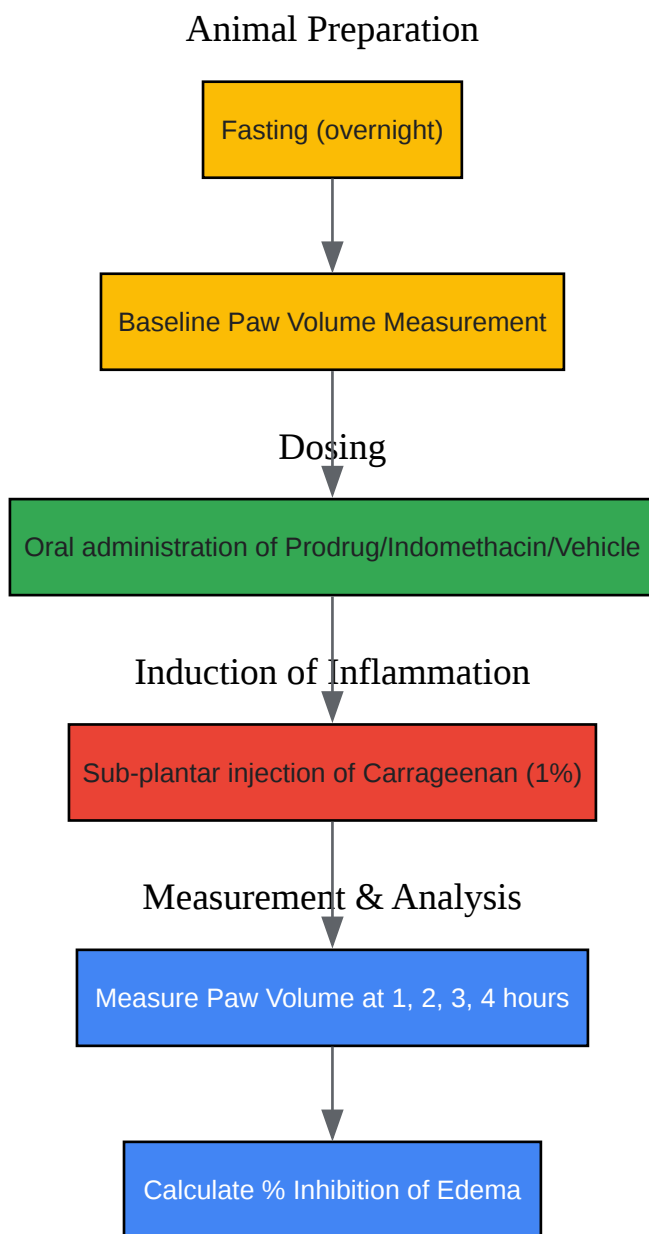 Animal Preparation
Fasting (overnight)
Baseline Paw Volume Measurement
Dosing
Oral administration of Prodrug/Indomethacin/Vehicle
Induction of Inflammation
Sub-plantar injection of Carrageenan (1%)
Measurement & Analysis
Measure Paw Volume at 1, 2, 3, 4 hours
Calculate % Inhibition of Edema